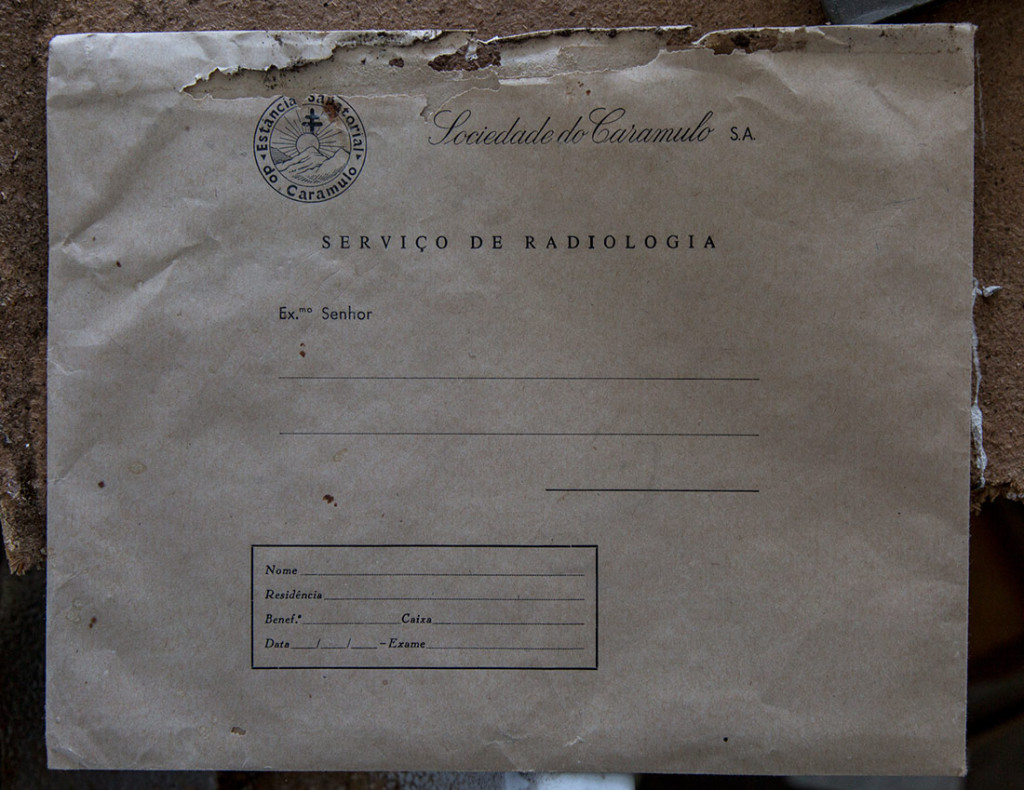 Estância Sanatorial
do Caramulo
Sociedade do Caramulo S.A.
SERVIÇO DE RADIOLOGIA
Ex.ᵐᵒ Senhor
Nome
Residência
Benef.º Caixa
Data / / - Exame